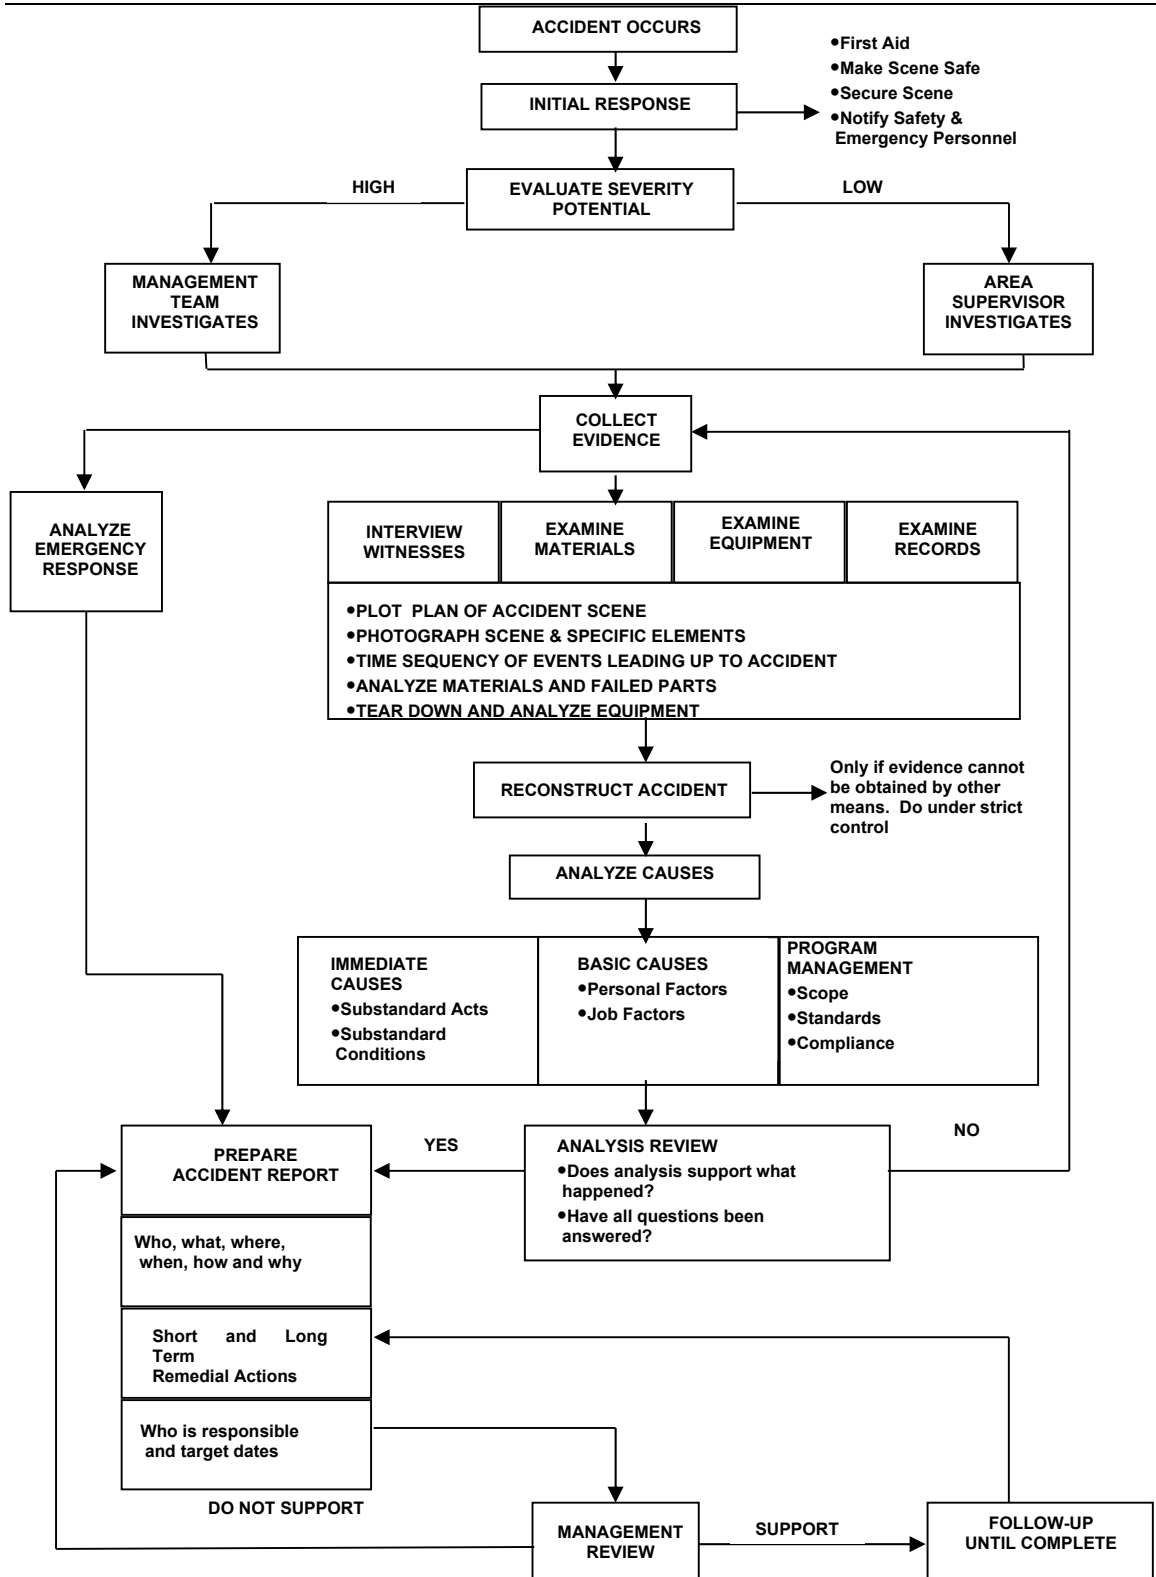 ACCIDENT OCCURS
●First Aid
●Make Scene Safe
●Secure Scene
●Notify Safety &
Emergency Personnel
INITIAL RESPONSE
HIGH
EVALUATE SEVERITY
POTENTIAL
LOW
MANAGEMENT
TEAM
INVESTIGATES
AREA
SUPERVISOR
INVESTIGATES
COLLECT
EVIDENCE
ANALYZE
EMERGENCY
RESPONSE
INTERVIEW
WITNESSES
EXAMINE
MATERIALS
EXAMINE
EQUIPMENT
EXAMINE
RECORDS
●PLOT PLAN OF ACCIDENT SCENE
●PHOTOGRAPH SCENE & SPECIFIC ELEMENTS
●TIME SEQUENCY OF EVENTS LEADING UP TO ACCIDENT
●ANALYZE MATERIALS AND FAILED PARTS
●TEAR DOWN AND ANALYZE EQUIPMENT
RECONSTRUCT ACCIDENT
Only if evidence cannot
be obtained by other
means. Do under strict
control
ANALYZE CAUSES
IMMEDIATE
CAUSES
●Substandard Acts
●Substandard
Conditions
BASIC CAUSES
●Personal Factors
●Job Factors
PROGRAM
MANAGEMENT
●Scope
●Standards
●Compliance
PREPARE
ACCIDENT REPORT
YES
ANALYSIS REVIEW
●Does analysis support what
happened?
●Have all questions been
answered?
NO
Who, what, where,
when, how and why
Short and Long
Term
Remedial Actions
Who is responsible
and target dates
DO NOT SUPPORT
MANAGEMENT
REVIEW
SUPPORT
FOLLOW-UP
UNTIL COMPLETE